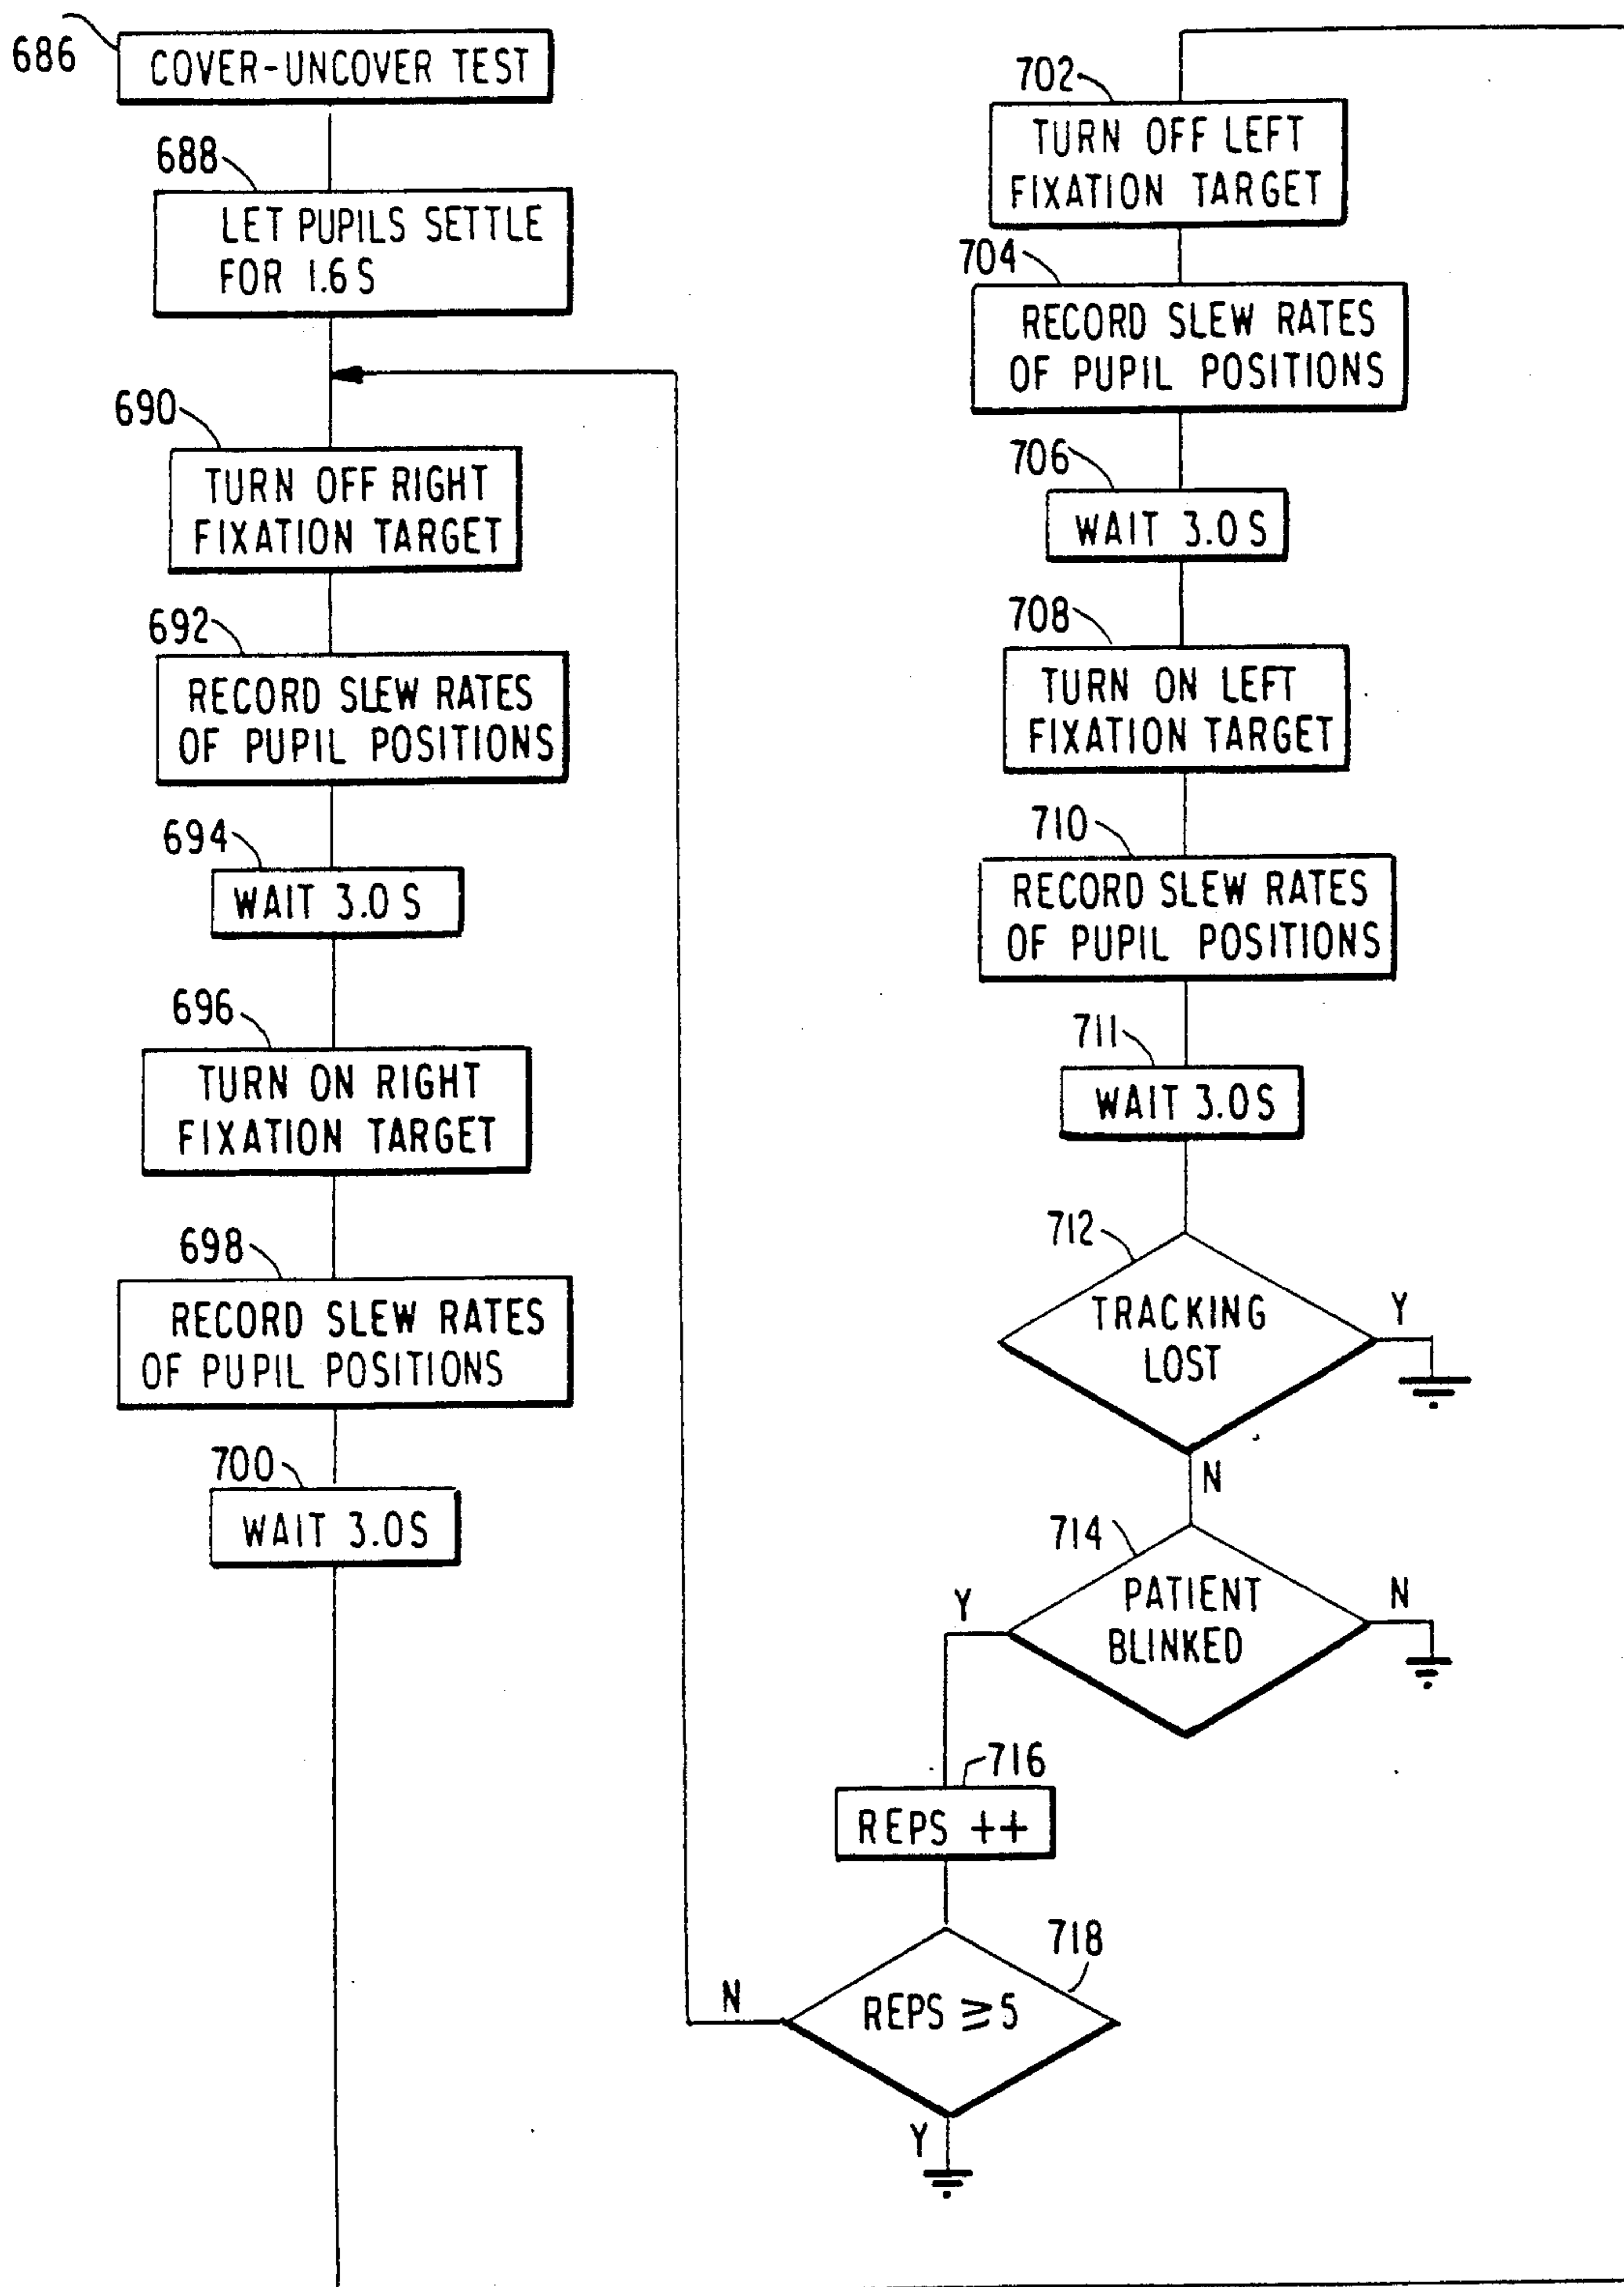 686
COVER-UNCOVER TEST
688
LET PUPILS SETTLE
FOR 1.6 S
690
TURN OFF RIGHT
FIXATION TARGET
692
RECORD SLEW RATES
OF PUPIL POSITIONS
694
WAIT 3.0 S
696
TURN ON RIGHT
FIXATION TARGET
698
RECORD SLEW RATES
OF PUPIL POSITIONS
700
WAIT 3.0S
702
TURN OFF LEFT
FIXATION TARGET
704
RECORD SLEW RATES
OF PUPIL POSITIONS
706
WAIT 3.0 S
708
TURN ON LEFT
FIXATION TARGET
710
RECORD SLEW RATES
OF PUPIL POSITIONS
711
WAIT 3.0S
712
TRACKING
LOST
Y
N
714
PATIENT
BLINKED
Y
N
716
REPS ++
718
REPS ≥ 5
N
Y